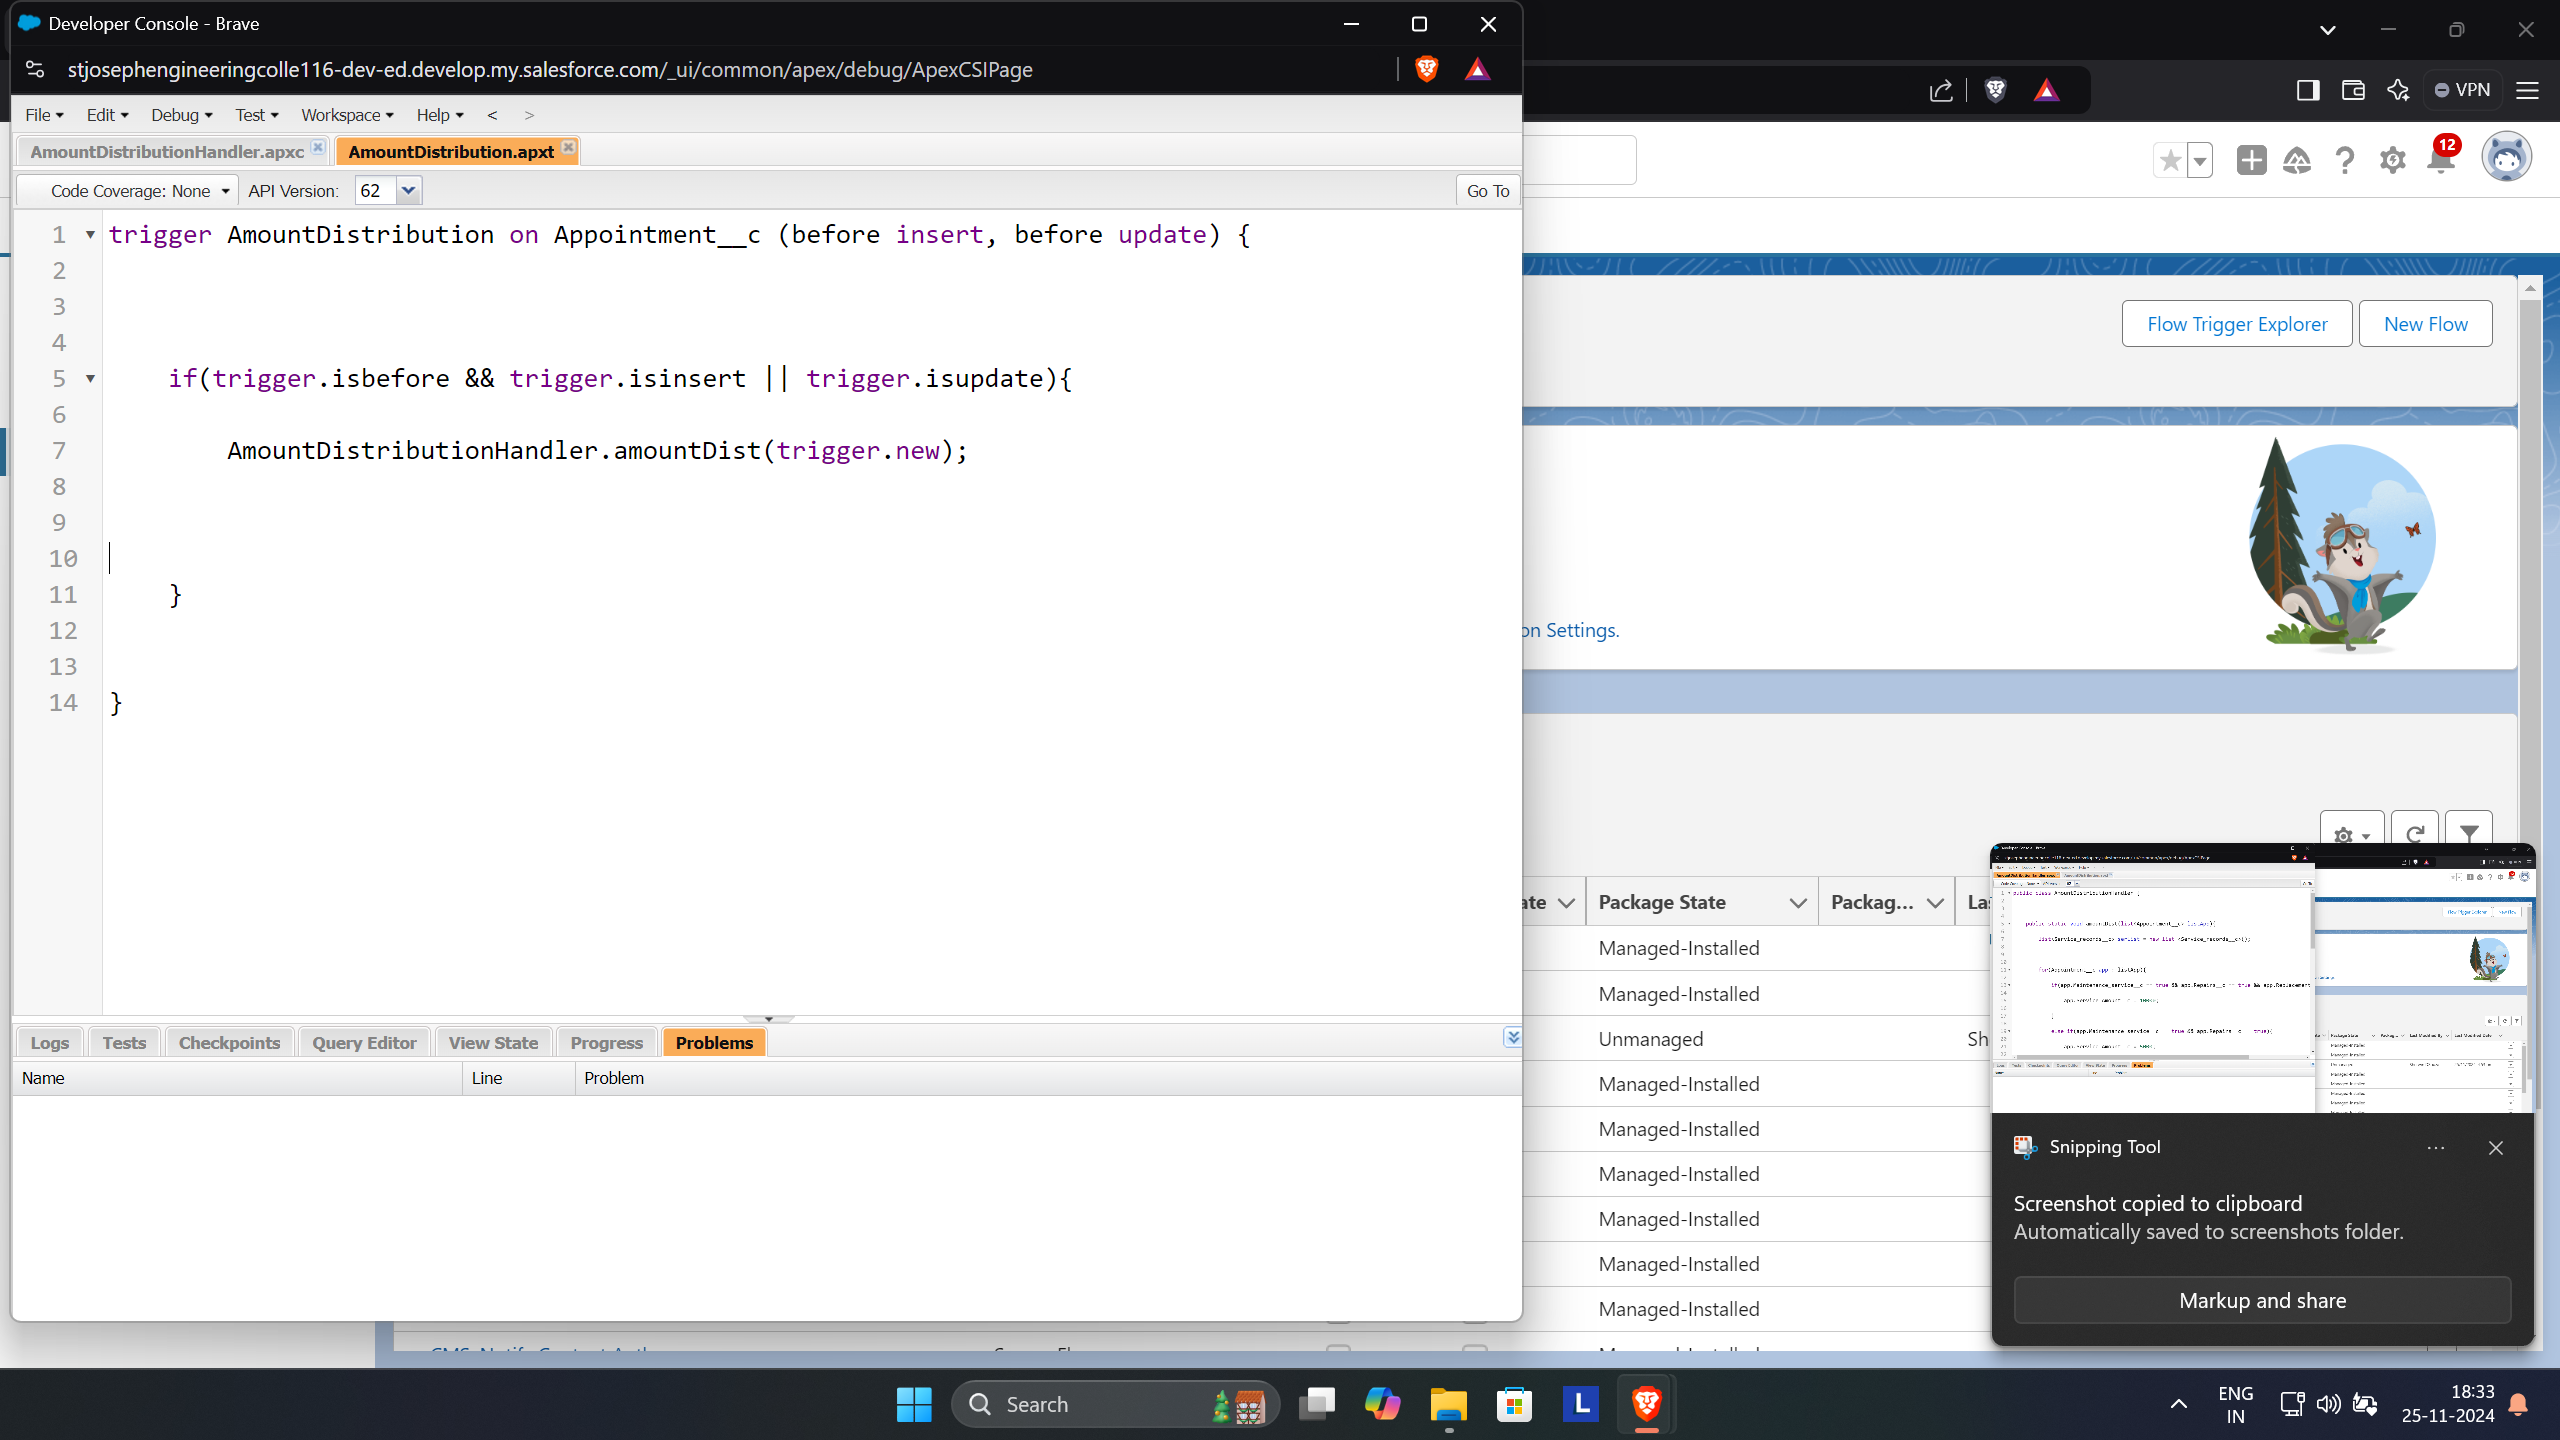 Developer Console - Brave
stjosephengineeringcolle116-dev-ed.develop.my.salesforce.com/_ui/common/apex/debug/ApexCSIPage
VPN
File Edit Debug Test Workspace Help < >
AmountDistributionHandler.apxc AmountDistribution.apxt
12
Code Coverage: None API Version: 62 Go To
1 trigger AmountDistribution on Appointment__c (before insert, before update) {
2
3
4
5 if(trigger.isbefore && trigger.isinsert || trigger.isupdate){
6
7 AmountDistributionHandler.amountDist(trigger.new);
8
9
10
11 }
12
13
14 }
Flow Trigger Explorer New Flow
on Settings.
Package State Packag...
Managed-Installed
Managed-Installed
Unmanaged Sh
Managed-Installed
Managed-Installed
Managed-Installed
Managed-Installed
Managed-Installed
Managed-Installed
Logs Tests Checkpoints Query Editor View State Progress Problems
Name Line Problem
Snipping Tool
Screenshot copied to clipboard
Automatically saved to screenshots folder.
Markup and share
Search
L
ENG
IN
18:33
25-11-2024